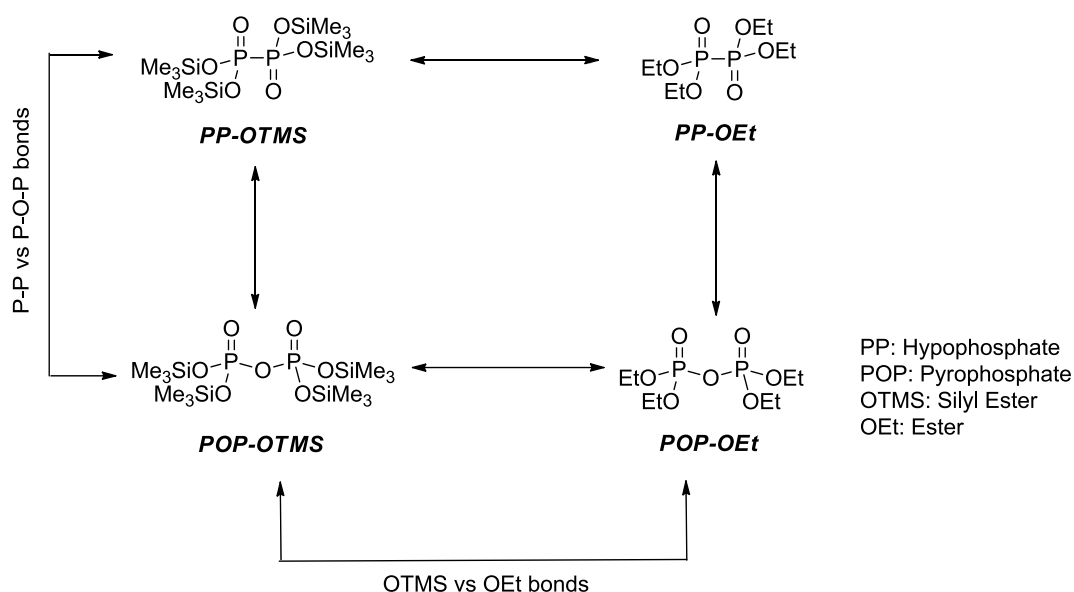 O
OSiMe3
P
P
OSiMe3
Me3SiO
Me3SiO
O
PP-OTMS
O
OEt
P
P
OEt
EtO
EtO
O
PP-OEt
P-P vs P-O-P bonds
O
O
Me3SiO
P
O
P
OSiMe3
Me3SiO
OSiMe3
POP-OTMS
O
O
EtO
P
O
P
OEt
EtO
OEt
POP-OEt
PP: Hypophosphate
POP: Pyrophosphate
OTMS: Silyl Ester
OEt: Ester
OTMS vs OEt bonds